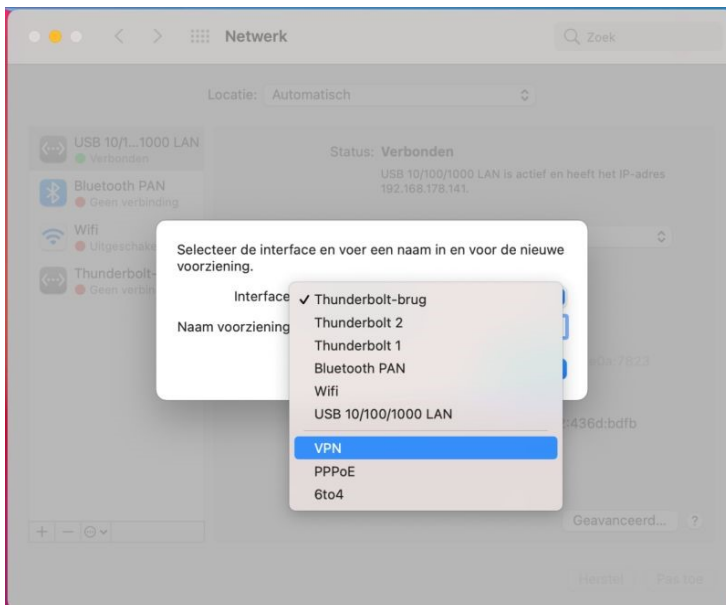 Netwerk
Zoek
Locatie: Automatisch
USB 10/1...1000 LAN
Verbonden
Bluetooth PAN
Geen verbinding
Wifi
Uitgeschake
Thunderbolt-
Geen verbin
Status: Verbonden
USB 10/100/1000 LAN is actief en heeft het IP-adres
192.168.178.141.
Selecteer de interface en voer een naam in en voor de nieuwe
voorziening.
Interface
Naam voorziening
✓ Thunderbolt-brug
Thunderbolt 2
Thunderbolt 1
Bluetooth PAN
Wifi
USB 10/100/1000 LAN
VPN
PPPoE
6to4
:436d:bdfb
Geavanceerd... ?
Herstel Pas toe